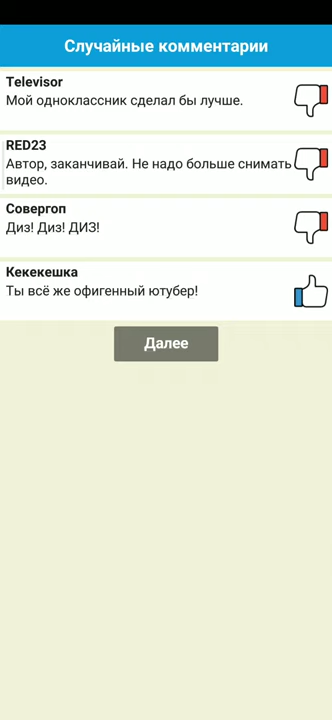 Случайные комментарии
Televisor
Мой одноклассник сделал бы лучше.
RED23
Автор, заканчивай. Не надо больше снимать
видео.
Совергоп
Диз! Диз! ДИЗ!
Кекекешка
Ты всё же офигенный ютубер!
Далее